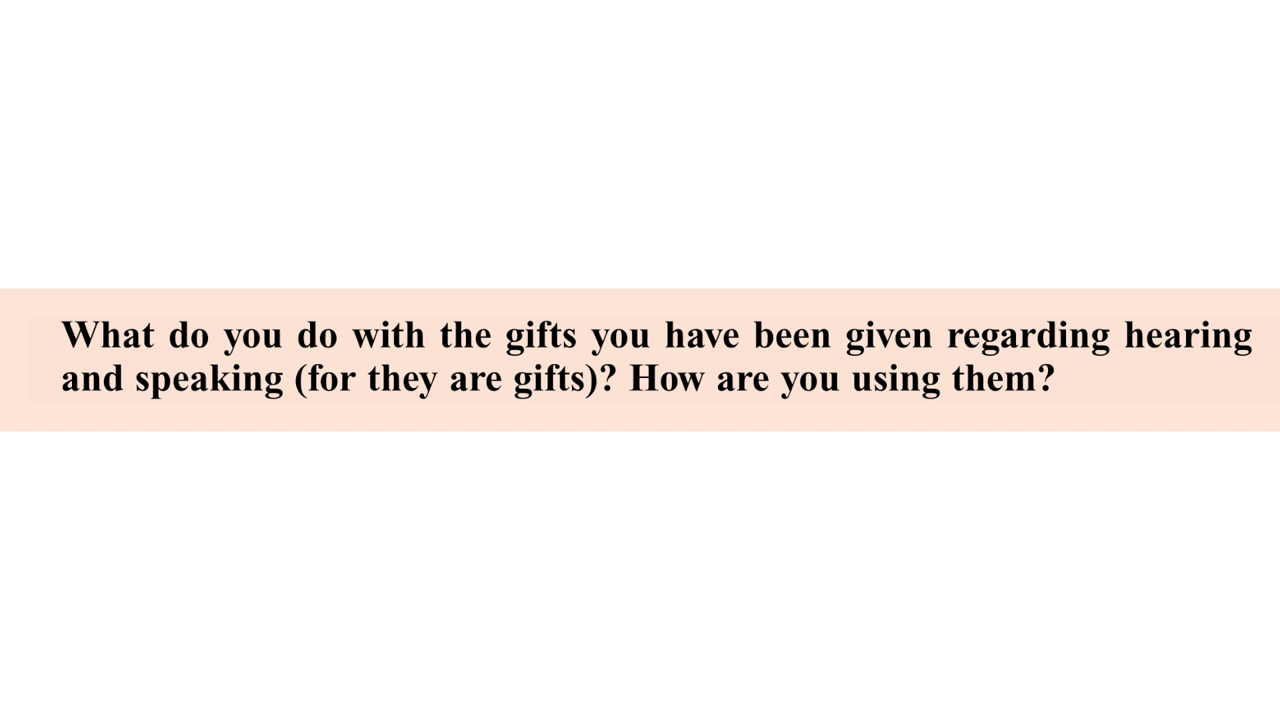 What do you do with the gifts you have been given regarding hearing
and speaking (for they are gifts)? How are you using them?